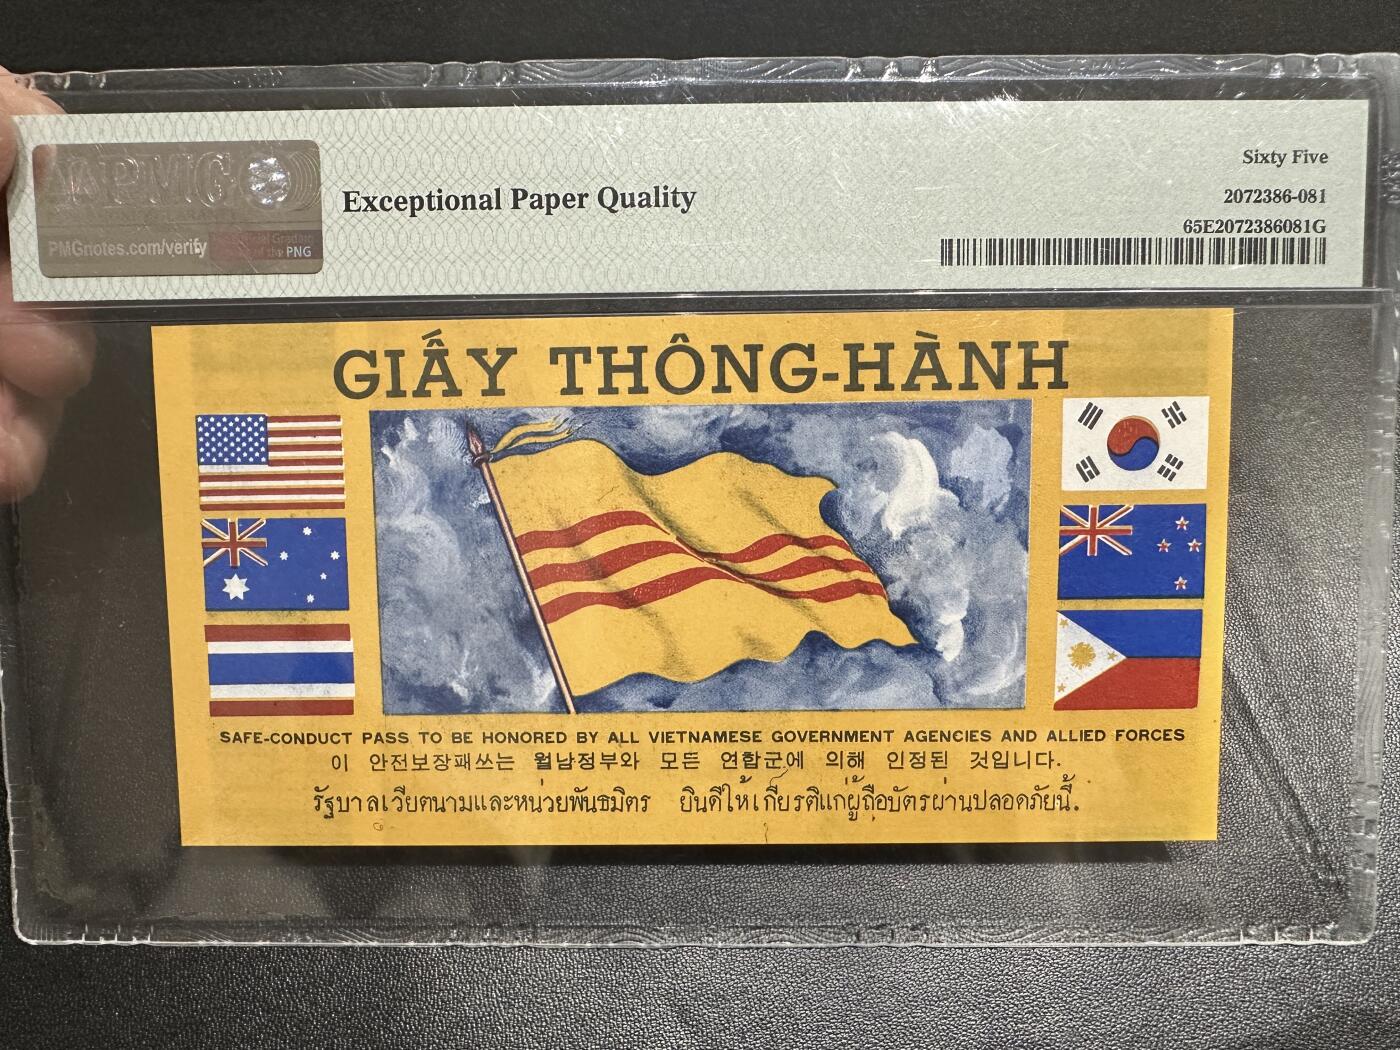 PMG
PMGnotes.com/verify
of the PNG
Exceptional Paper Quality
Sixty Five
2072386-081
65E2072386081G
GIẤY THÔNG-HÀNH
SAFE-CONDUCT PASS TO BE HONORED BY ALL VIETNAMESE GOVERNMENT AGENCIES AND ALLIED FORCES
이 안전보장패쓰는 월남정부와 모든 연합군에 의해 인정된 것입니다.
รัฐบาลเวียตนามและหน่วยพันธมิตร ยินดีให้เกียรติแก่ผู้ถือบัตรผ่านปลอดภัยนี้.